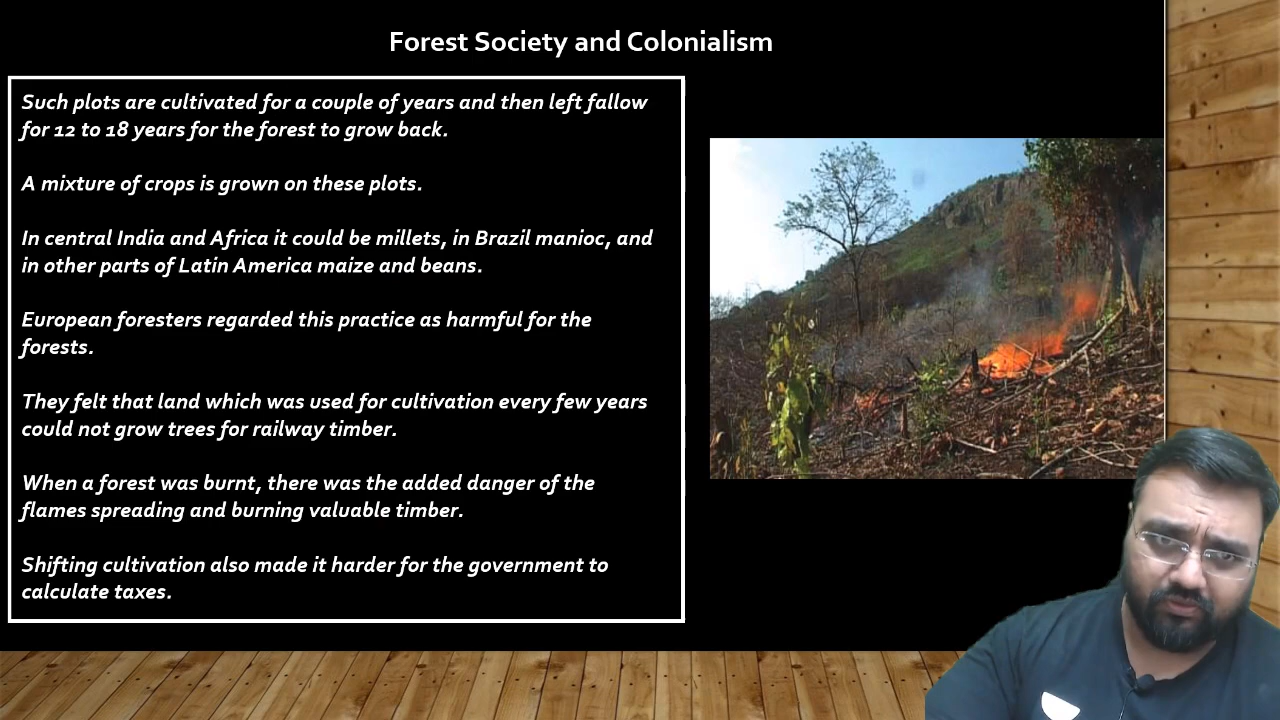 Forest Society and Colonialism
Such plots are cultivated for a couple of years and then left fallow
for 12 to 18 years for the forest to grow back.
A mixture of crops is grown on these plots.
In central India and Africa it could be millets, in Brazil manioc, and
in other parts of Latin America maize and beans.
European foresters regarded this practice as harmful for the
forests.
They felt that land which was used for cultivation every few years
could not grow trees for railway timber.
When a forest was burnt, there was the added danger of the
flames spreading and burning valuable timber.
Shifting cultivation also made it harder for the government to
calculate taxes.